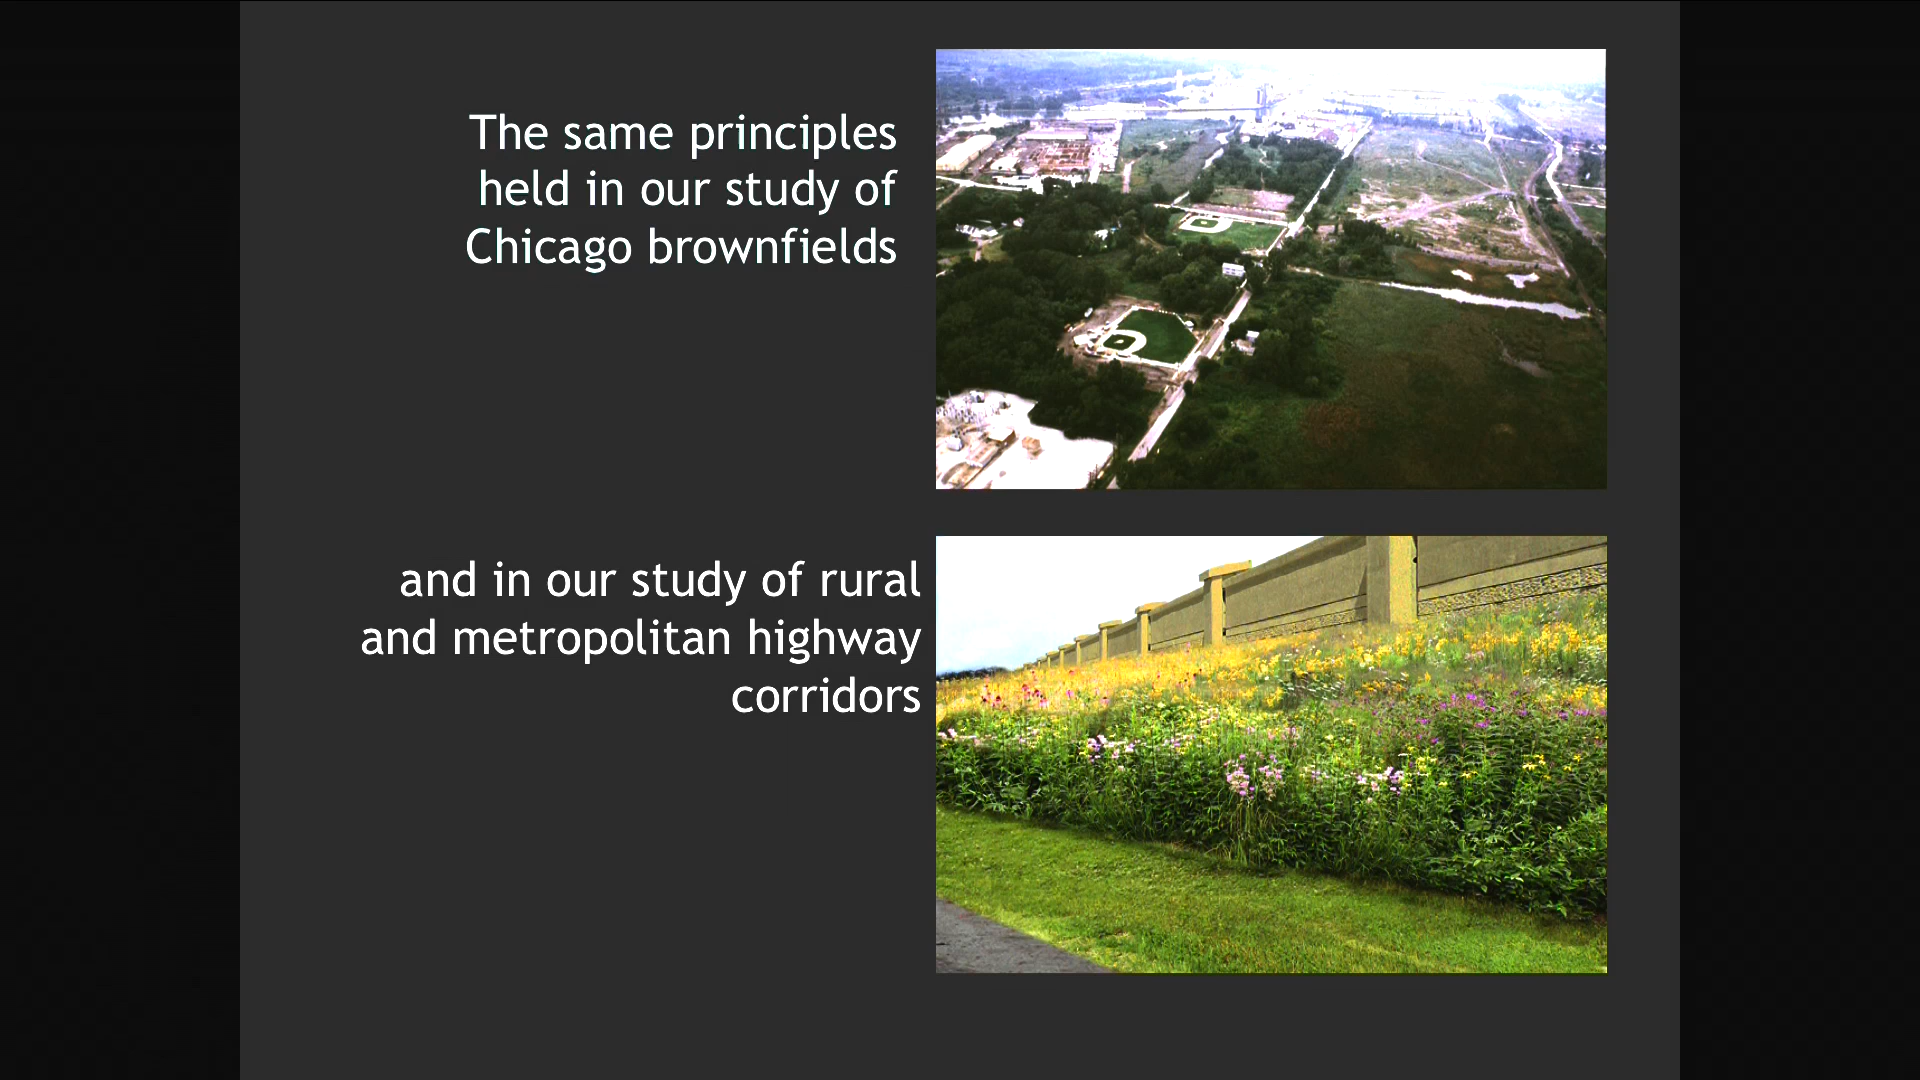 The same principles
held in our study of
Chicago brownfields
and in our study of rural
and metropolitan highway
corridors